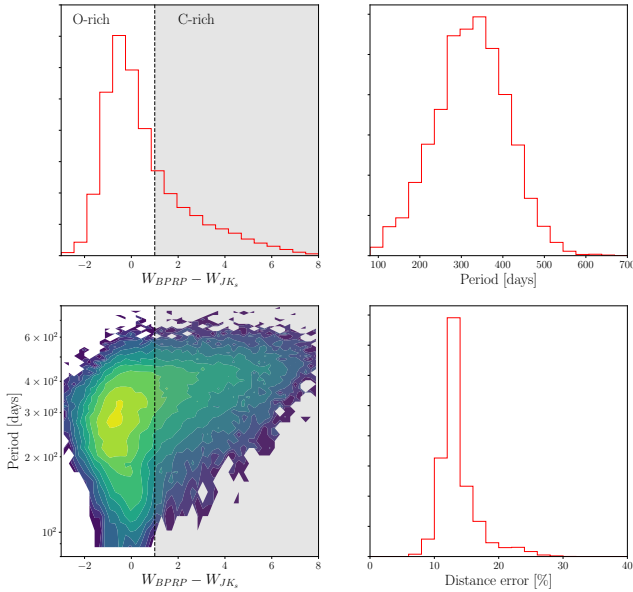 O-rich C-rich
−2 0 2 4 6 8
W_{BPRP} − W_{JK_s}
100 200 300 400 500 600 700
Period [days]
6 × 10²
4 × 10²
3 × 10²
2 × 10²
10²
Period [days]
−2 0 2 4 6 8
W_{BPRP} − W_{JK_s}
0 10 20 30 40
Distance error [%]